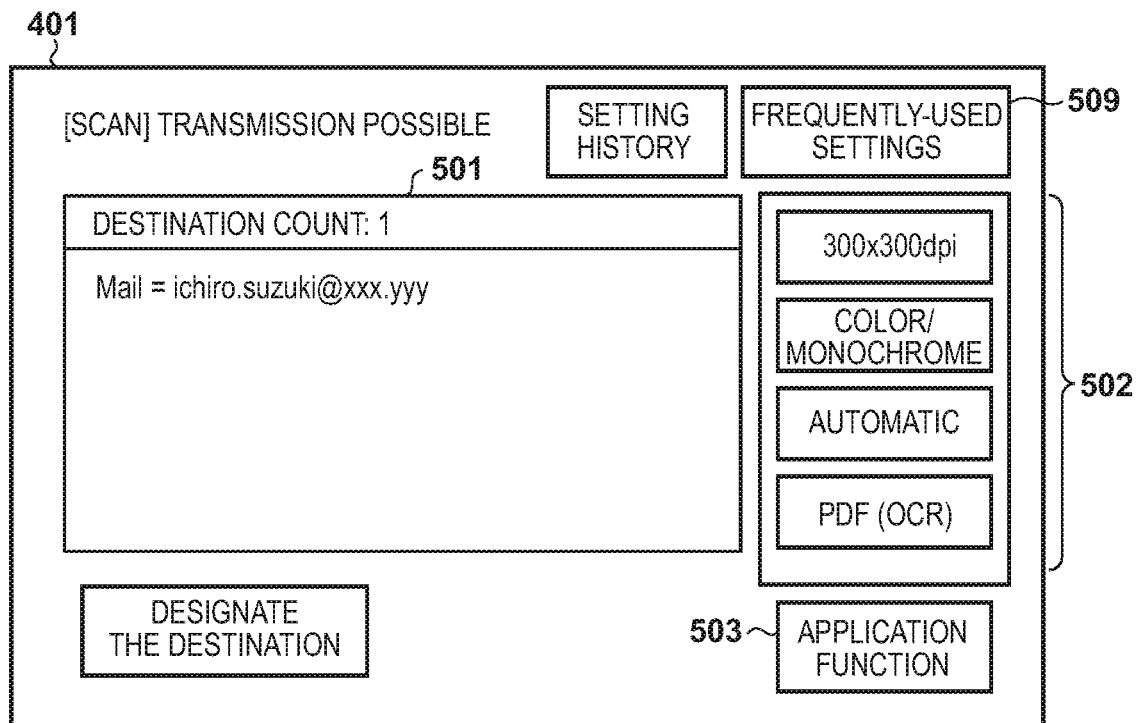 401
[SCAN] TRANSMISSION POSSIBLE
SETTING
HISTORY
FREQUENTLY-USED
SETTINGS
509
501
DESTINATION COUNT: 1
Mail = ichiro.suzuki@xxx.yyy
300x300dpi
COLOR/
MONOCHROME
AUTOMATIC
PDF (OCR)
502
DESIGNATE
THE DESTINATION
503
APPLICATION
FUNCTION